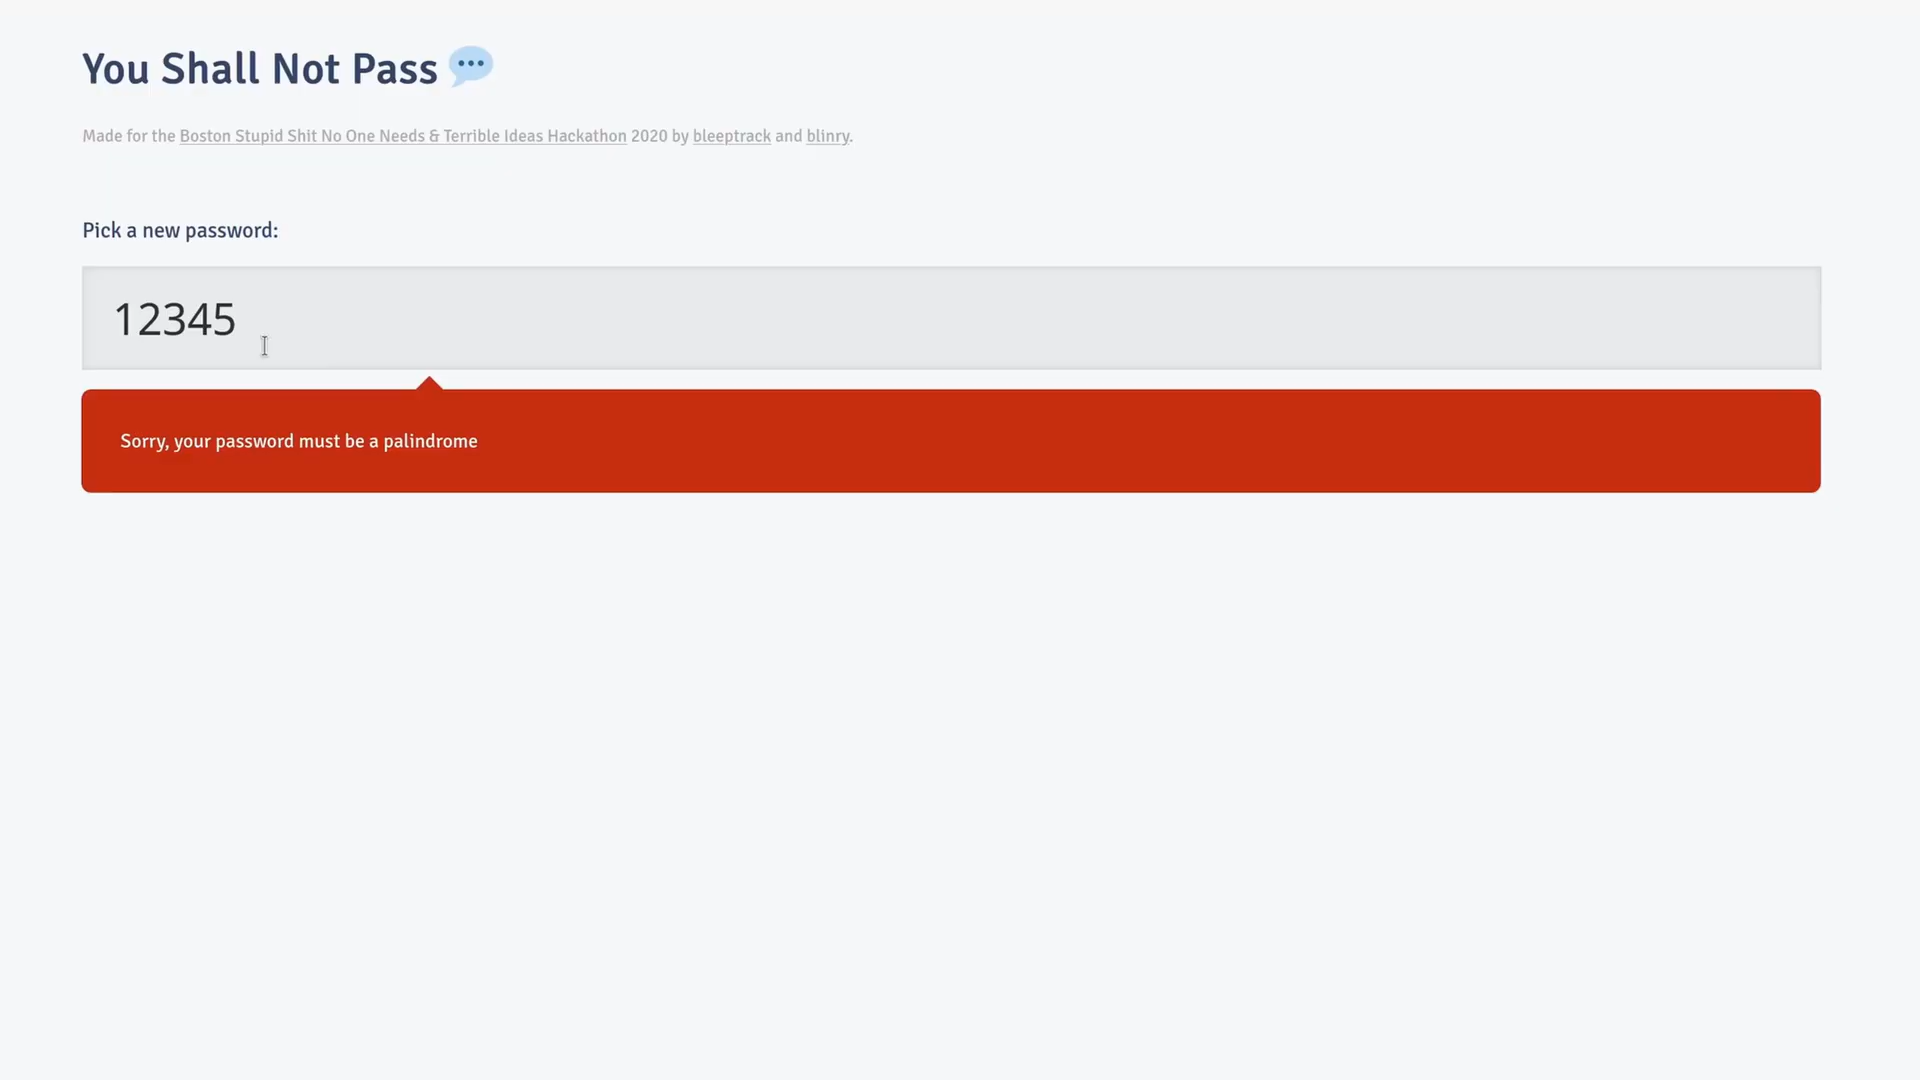 You Shall Not Pass 💬
Made for the Boston Stupid Shit No One Needs & Terrible Ideas Hackathon 2020 by bleeptrack and blinry.
Pick a new password:
12345
Sorry, your password must be a palindrome